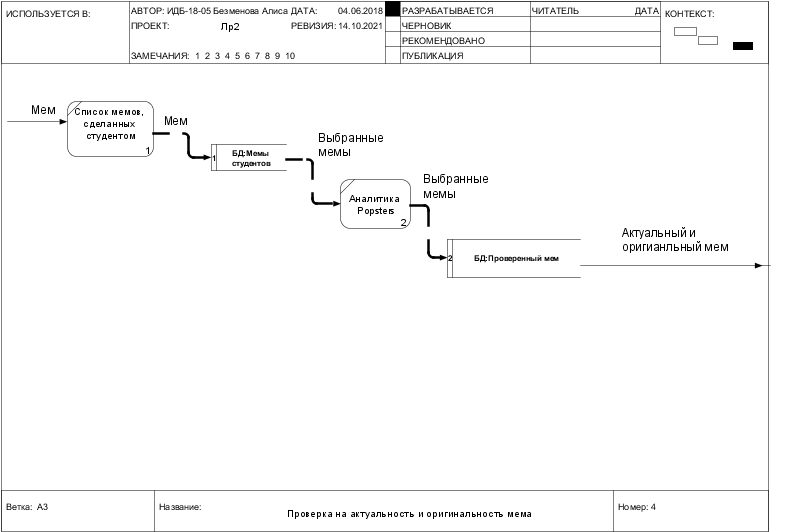 ИСПОЛЬЗУЕТСЯ В:
АВТОР: ИДБ-18-05 Безменова Алиса ДАТА: 04.06.2018
РАЗРАБАТЫВАЕТСЯ
ЧИТАТЕЛЬ
ДАТА
КОНТЕКСТ:
ПРОЕКТ: Лр2
РЕВИЗИЯ: 14.10.2021
ЧЕРНОВИК
РЕКОМЕНДОВАНО
ЗАМЕЧАНИЯ: 1 2 3 4 5 6 7 8 9 10
ПУБЛИКАЦИЯ
Мем
Список мемов,
сделанных
студентом
1
Мем
1
БД:Мемы
студентов
Выбранные
мемы
Аналитика
Popsters
2
Выбранные
мемы
2
БД:Проверенный мем
Актуальный и
оригианльный мем
Ветка: A3
Название:
Проверка на актуальность и оригинальность мема
Номер: 4